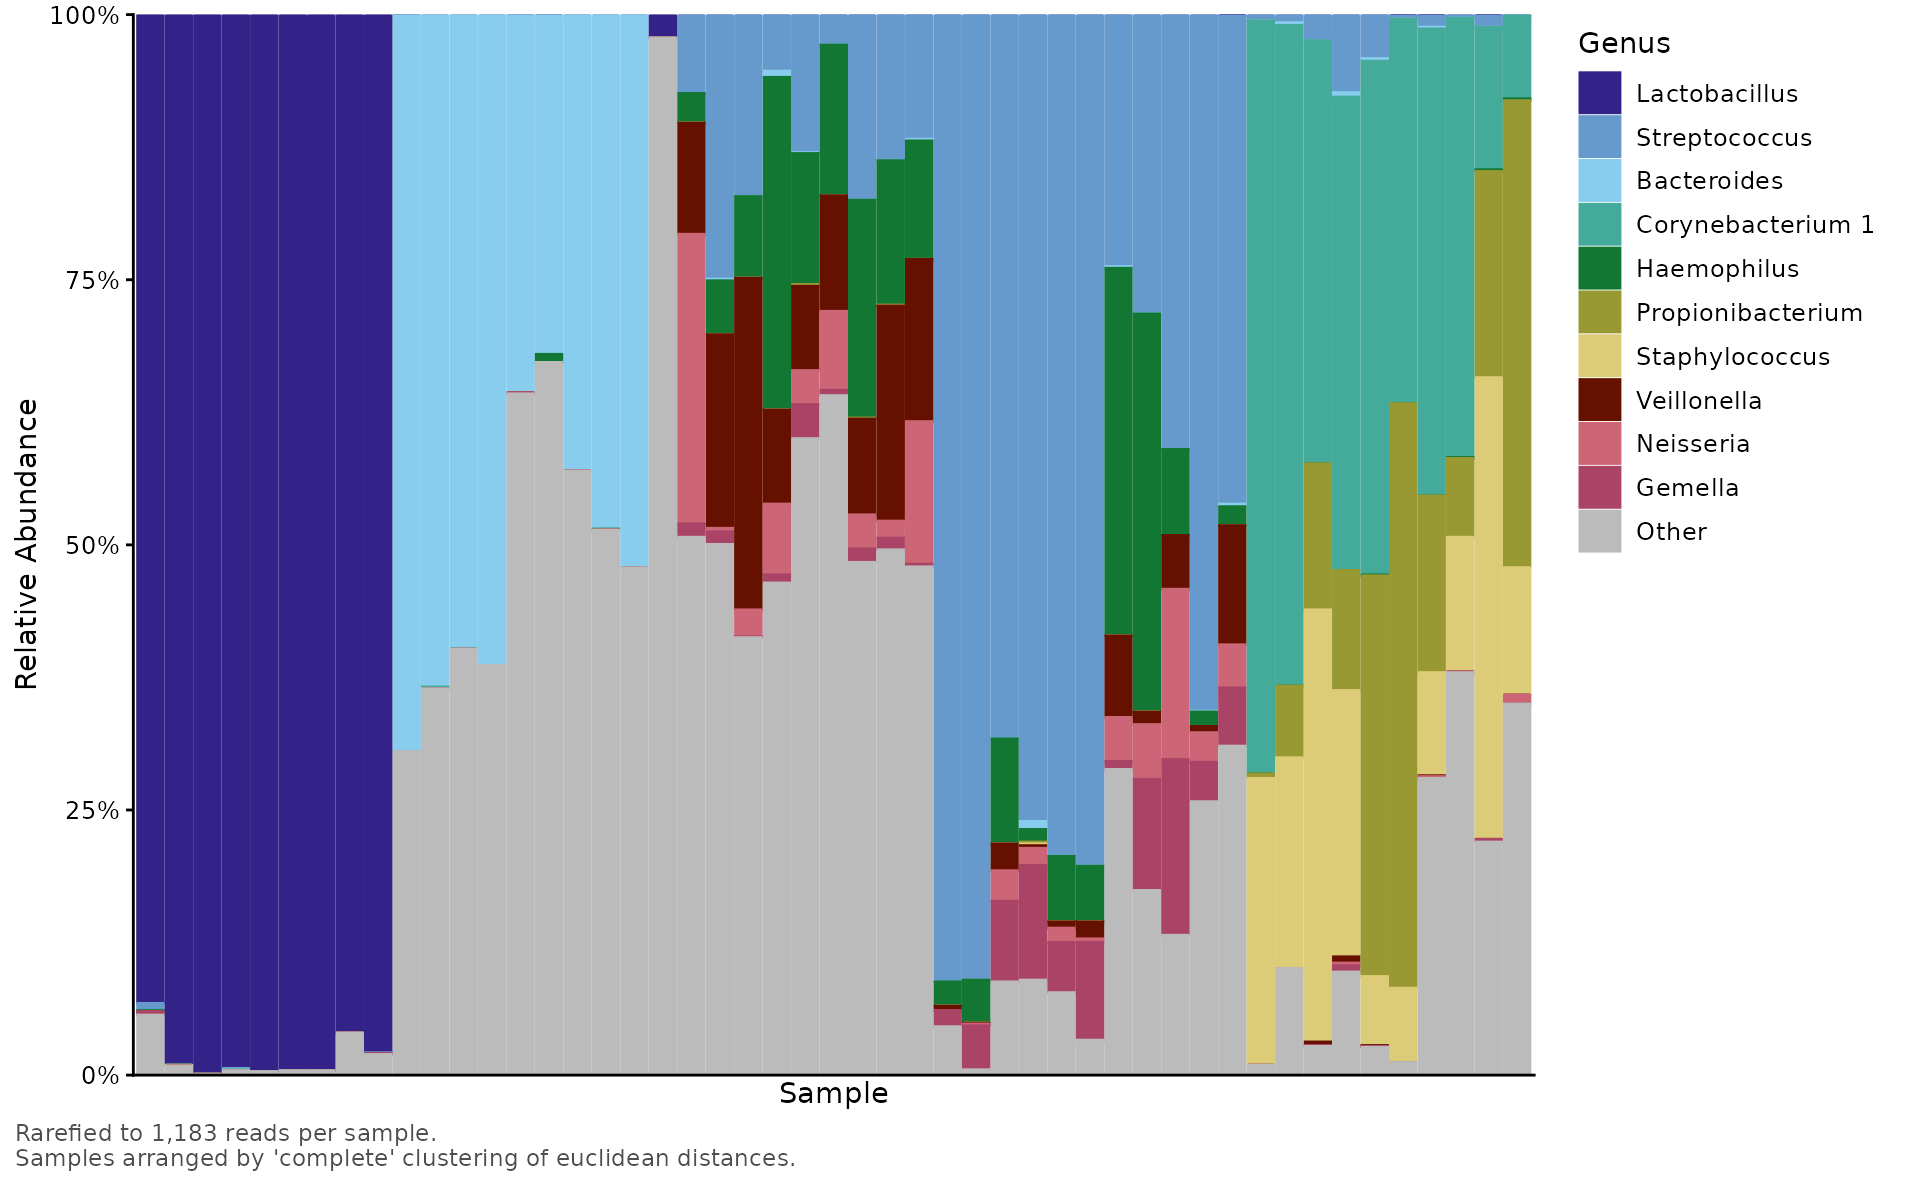 100%
75%
50%
25%
0%
Relative Abundance
Sample
Genus
Lactobacillus
Streptococcus
Bacteroides
Corynebacterium 1
Haemophilus
Propionibacterium
Staphylococcus
Veillonella
Neisseria
Gemella
Other
Rarefied to 1,183 reads per sample.
Samples arranged by 'complete' clustering of euclidean distances.